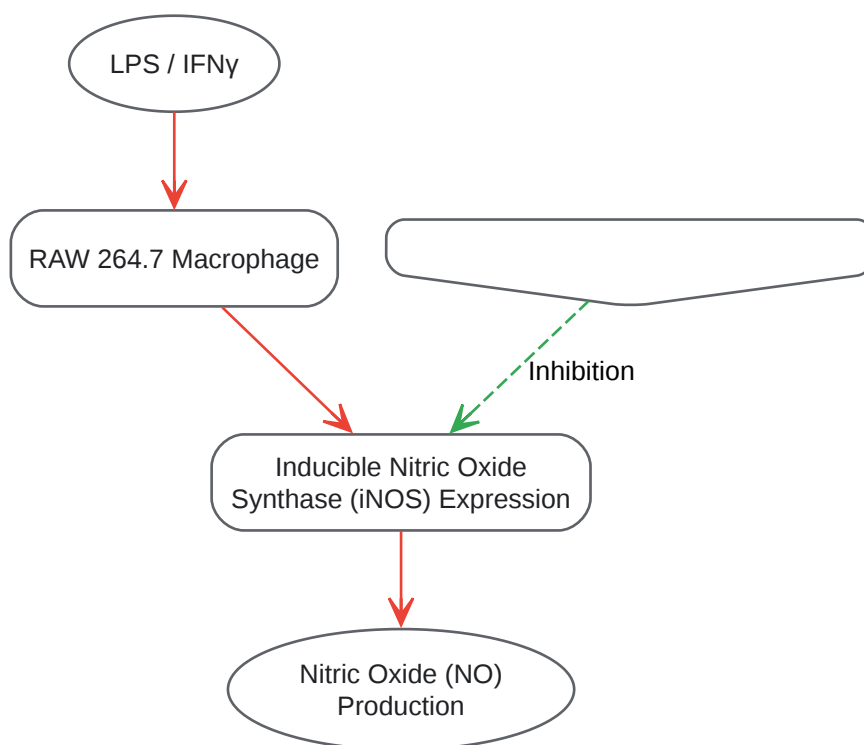 LPS / IFNγ
RAW 264.7 Macrophage
Inhibition
Inducible Nitric Oxide
Synthase (iNOS) Expression
Nitric Oxide (NO)
Production